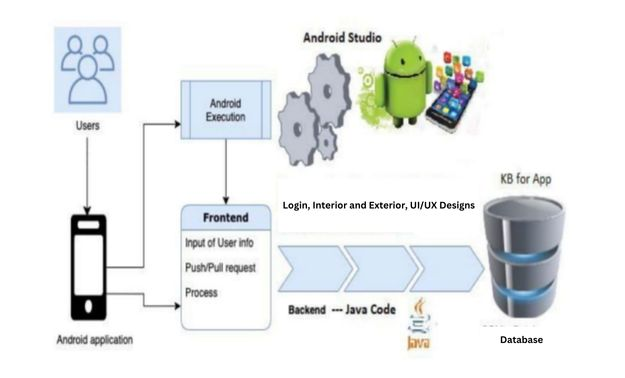 Android Studio
Users
Android
Execution
KB for App
Login, Interior and Exterior, UI/UX Designs
Frontend
Input of User info
Push/Pull request
Process
Backend --- Java Code
Java
Android application
Database